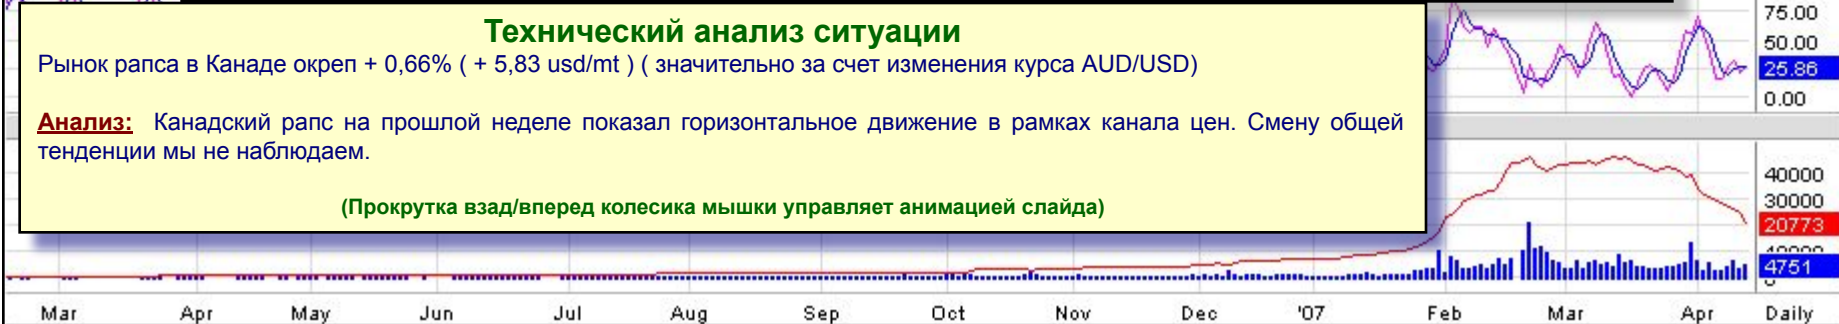 75.00
Технический анализ ситуации
50.00
Рынок рапса в Канаде окреп + 0,66% ( + 5,83 usd/mt ) ( значительно за счет изменения курса AUD/USD)
25.86
0.00
Анализ: Канадский рапс на прошлой неделе показал горизонтальное движение в рамках канала цен. Смену общей
тенденции мы не наблюдаем.
40000
30000
(Прокрутка взад/вперед колесика мышки управляет анимацией слайда)
20773
10000
4751
0
Mar Apr May Jun Jul Aug Sep Oct Nov Dec '07 Feb Mar Apr Daily